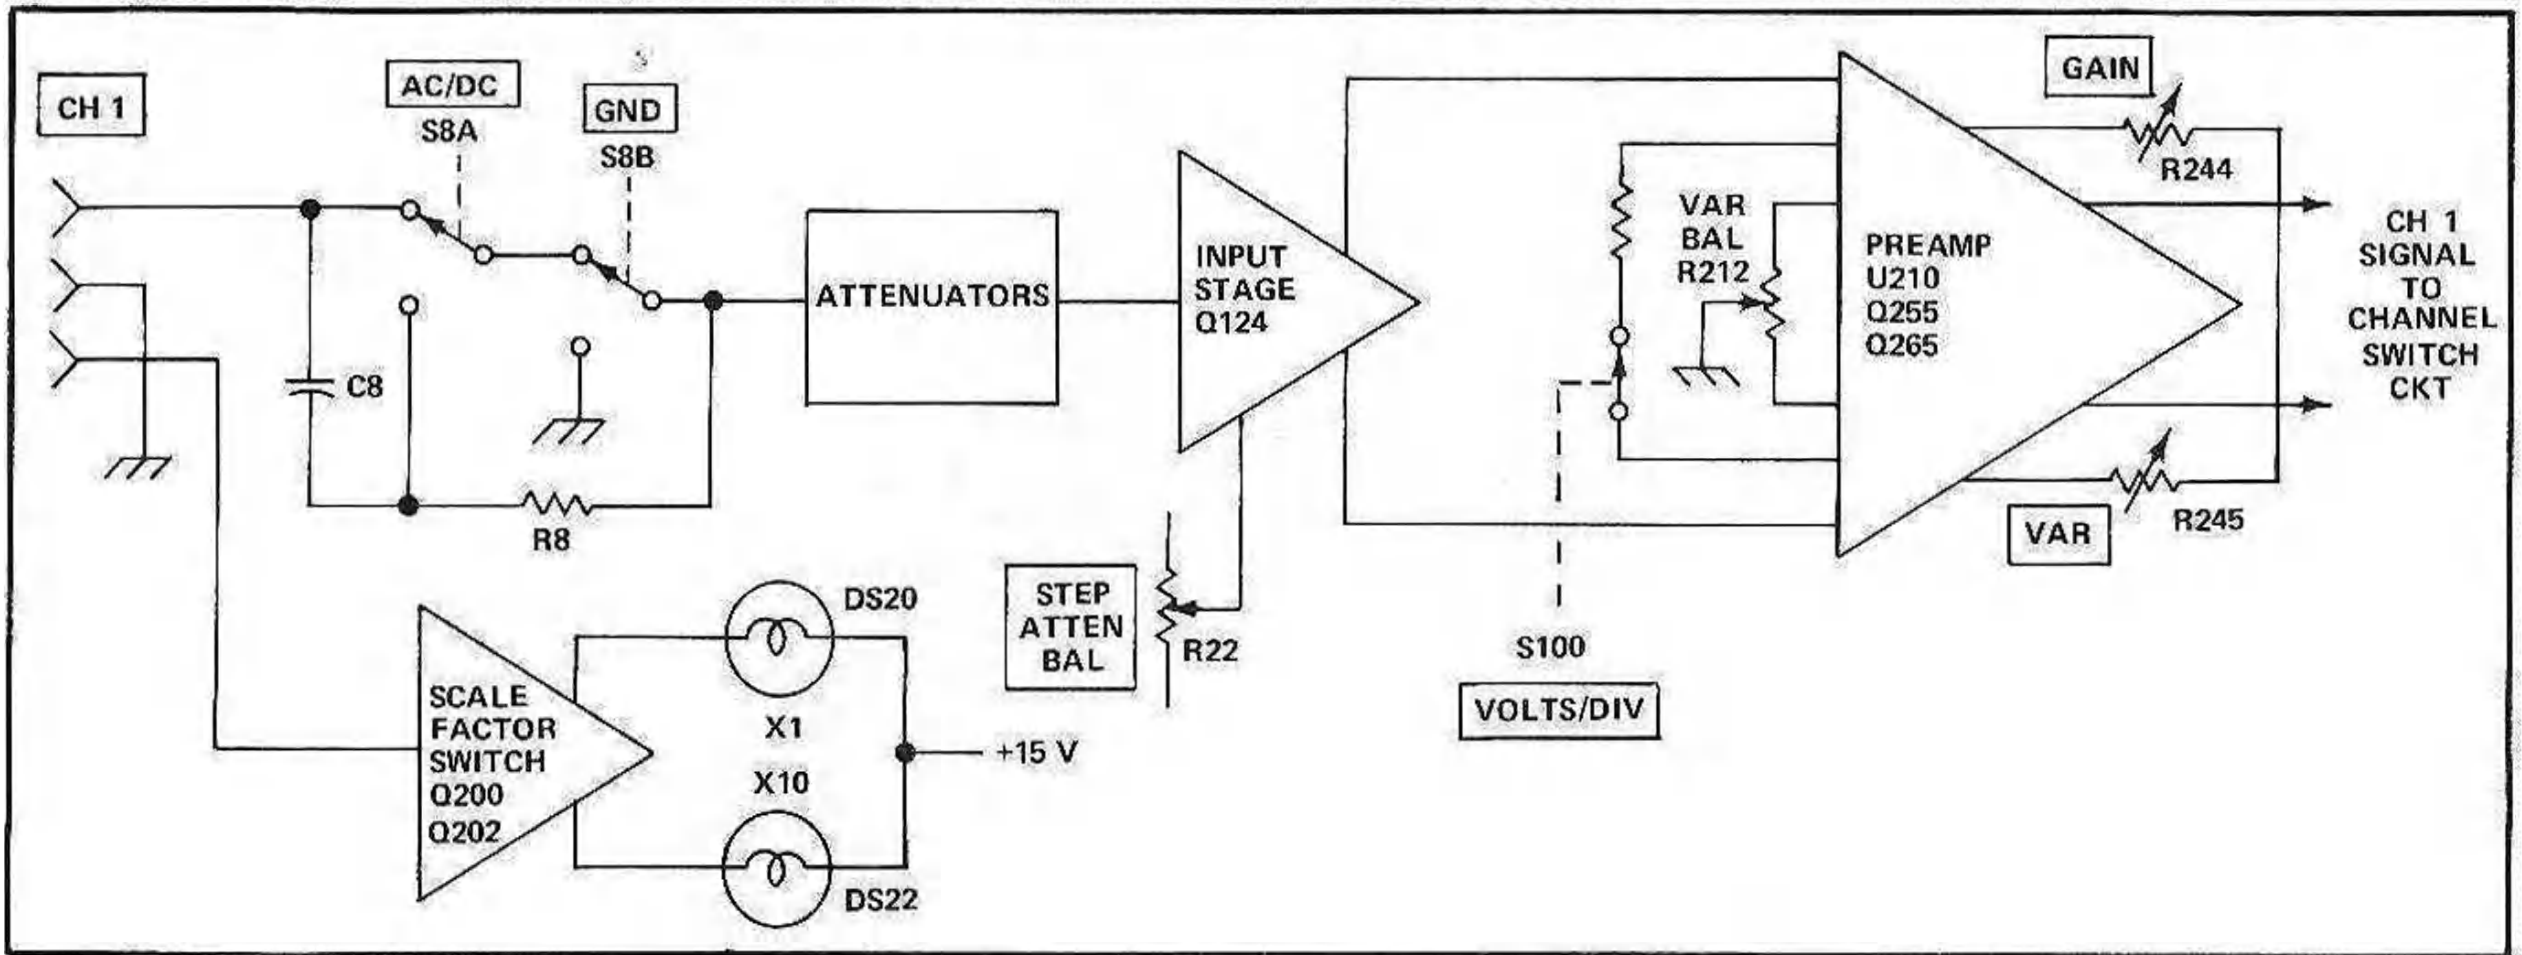 CH 1
AC/DC
S8A
GND
S8B
C8
R8
ATTENUATORS
INPUT
STAGE
Q124
STEP
ATTEN
BAL
R22
VAR
BAL
R212
S100
VOLTS/DIV
PREAMP
U210
Q255
Q265
GAIN
R244
VAR
R245
CH 1
SIGNAL
TO
CHANNEL
SWITCH
CKT
SCALE
FACTOR
SWITCH
Q200
Q202
DS20
X1
X10
DS22
+15 V